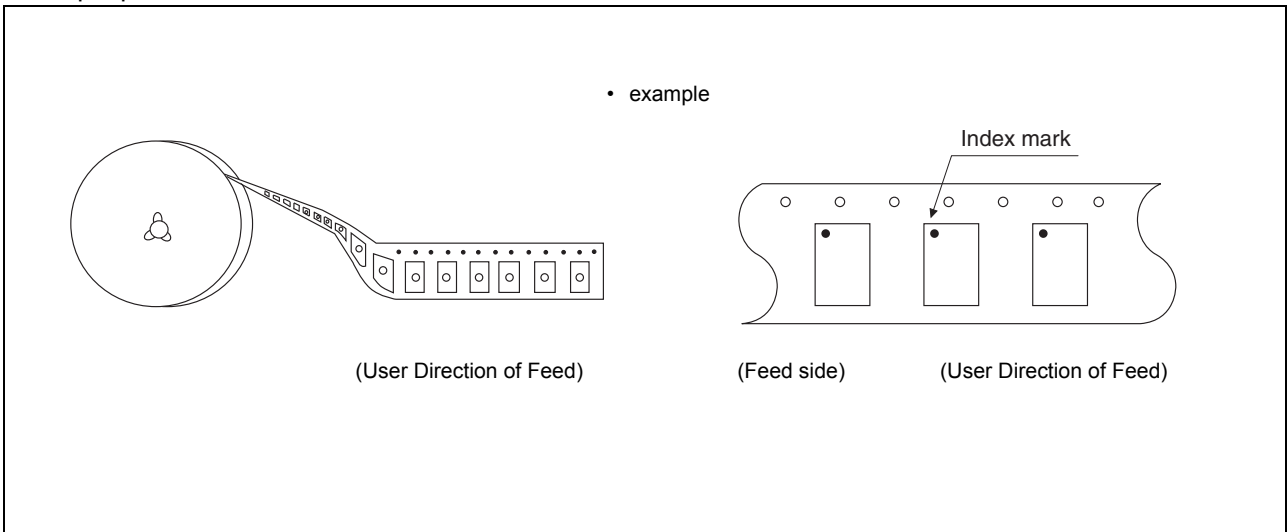 • example
Index mark
(User Direction of Feed)
(Feed side)
(User Direction of Feed)